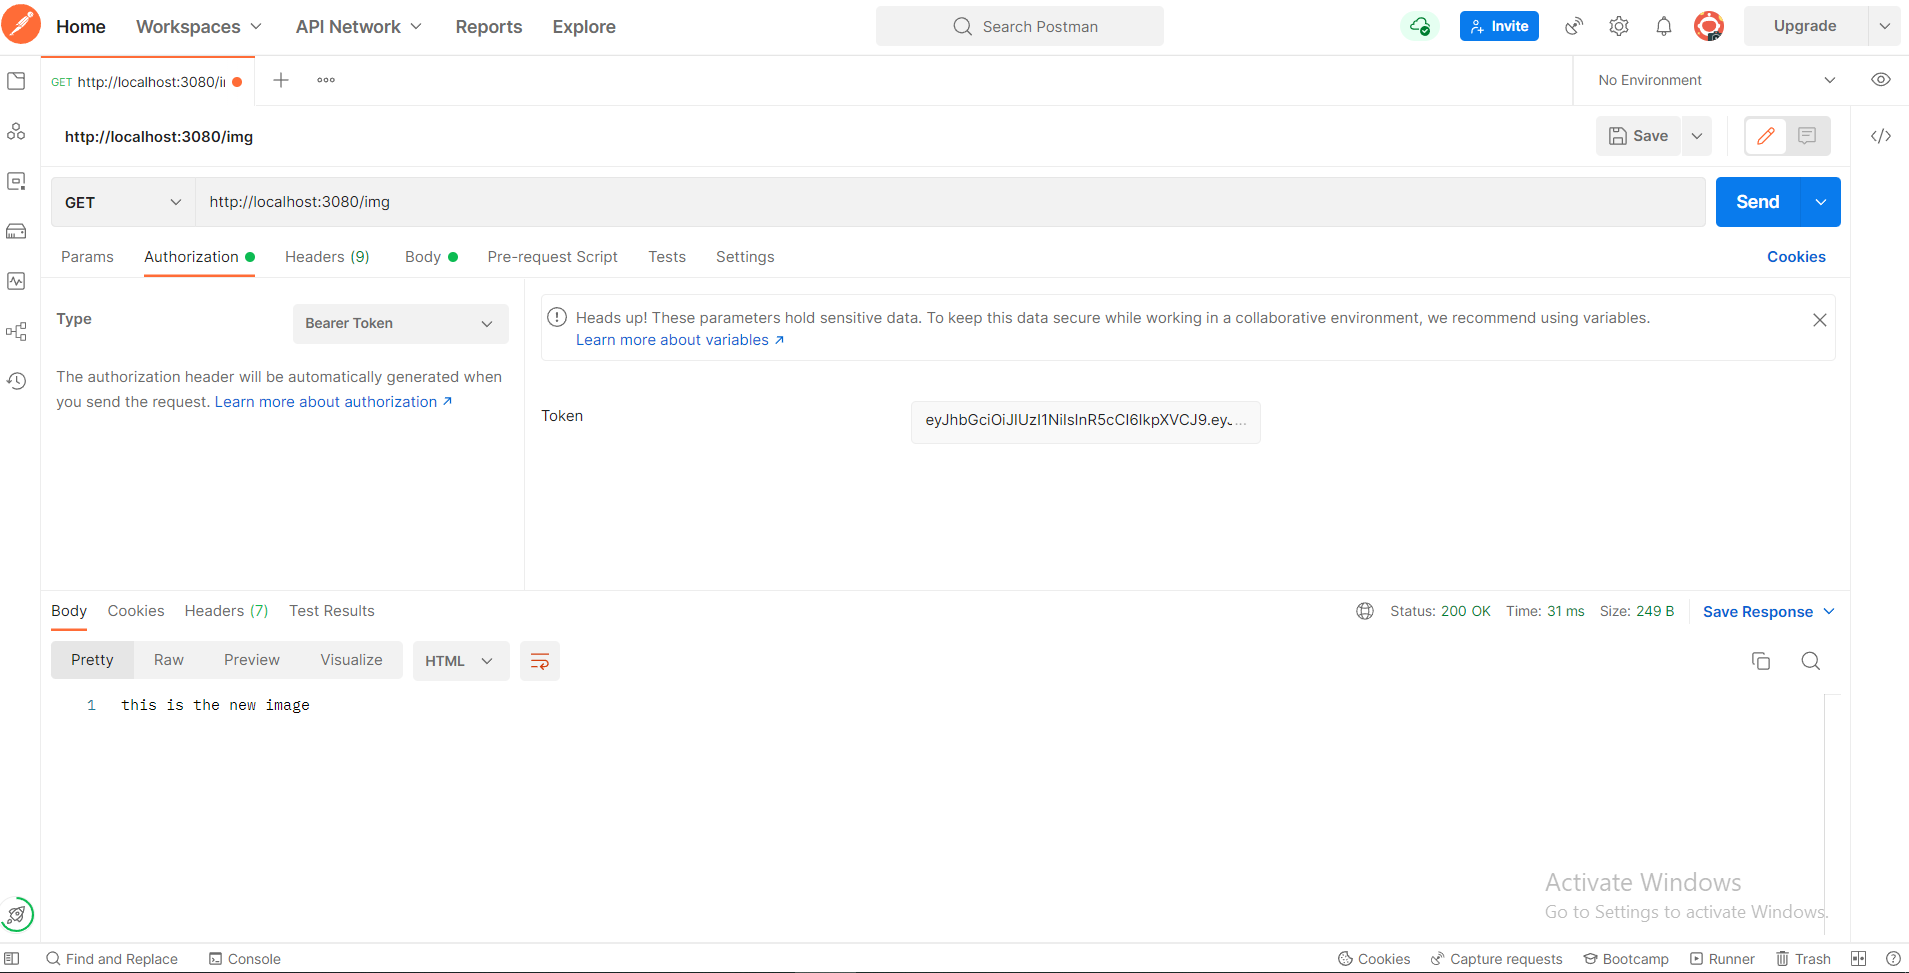 Home Workspaces API Network Reports Explore Search Postman Invite Upgrade
GET http://localhost:3080/i No Environment
http://localhost:3080/img Save
GET http://localhost:3080/img Send
Params Authorization Headers (9) Body Pre-request Script Tests Settings Cookies
Type Bearer Token
The authorization header will be automatically generated when
you send the request. Learn more about authorization ↗
Heads up! These parameters hold sensitive data. To keep this data secure while working in a collaborative environment, we recommend using variables.
Learn more about variables ↗
Token eyJhbGciOiJIUzI1NiIsInR5cCI6IkpXVCJ9.ey...
Body Cookies Headers (7) Test Results Status: 200 OK Time: 31 ms Size: 249 B Save Response
Pretty Raw Preview Visualize HTML
1 this is the new image
Activate Windows
Go to Settings to activate Windows.
Find and Replace Console Cookies Capture requests Bootcamp Runner Trash